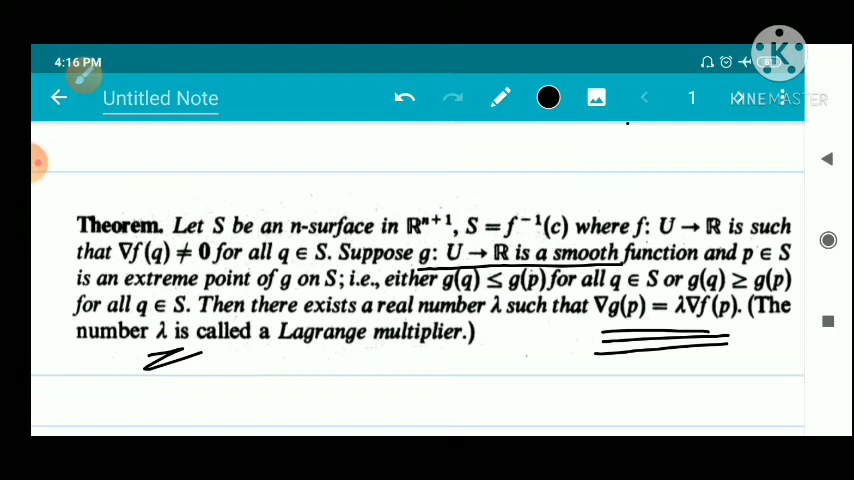 4:16 PM
K
KINEMASTER
Untitled Note
1
Theorem. Let S be an n-surface in ℝⁿ⁺¹, S = f⁻¹(c) where f: U → ℝ is such
that ∇f(q) ≠ 0 for all q ∈ S. Suppose g: U → ℝ is a smooth function and p ∈ S
is an extreme point of g on S; i.e., either g(q) ≤ g(p) for all q ∈ S or g(q) ≥ g(p)
for all q ∈ S. Then there exists a real number λ such that ∇g(p) = λ∇f(p). (The
number λ is called a Lagrange multiplier.)